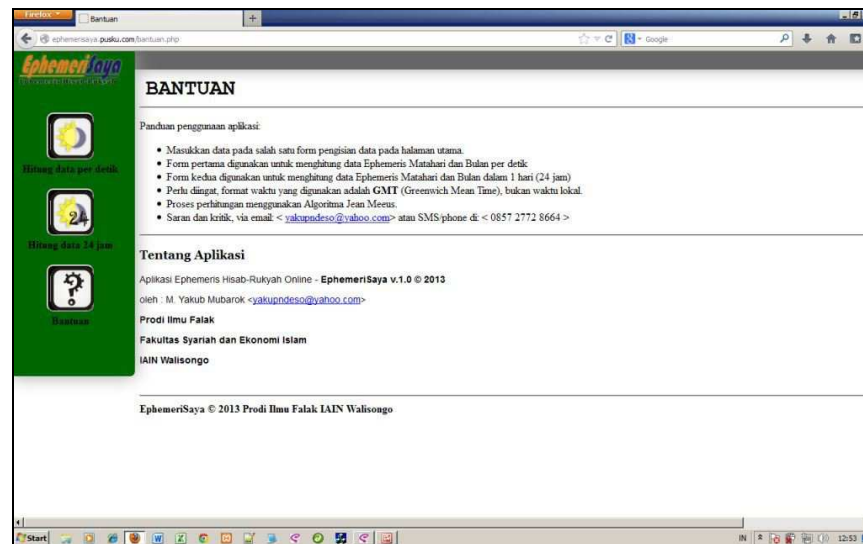 Firefox
Bantuan
+
ephemerisaya.pusku.com/bantuan.php
Google
EphemeriSaya
BANTUAN
Hitung data per detik
24
Hitung data 24 jam
?
Bantuan
Panduan penggunaan aplikasi:
• Masukkan data pada salah satu form pengisian data pada halaman utama.
• Form pertama digunakan untuk menghitung data Ephemeris Matahari dan Bulan per detik
• Form kedua digunakan untuk menghitung data Ephemeris Matahari dan Bulan dalam 1 hari (24 jam)
• Perlu diingat, format waktu yang digunakan adalah GMT (Greenwich Mean Time), bukan waktu lokal.
• Proses perhitungan menggunakan Algoritma Jean Meeus.
• Saran dan kritik, via email: < yakupndeso@yahoo.com> atau SMS/phone di: < 0857 2772 8664 >
Tentang Aplikasi
Aplikasi Ephemeris Hisab-Rukyah Online - EphemeriSaya v.1.0 © 2013
oleh : M. Yakub Mubarok <yakupndeso@yahoo.com>
Prodi Ilmu Falak
Fakultas Syariah dan Ekonomi Islam
IAIN Walisongo
EphemeriSaya © 2013 Prodi Ilmu Falak IAIN Walisongo
Start
IN
12:53